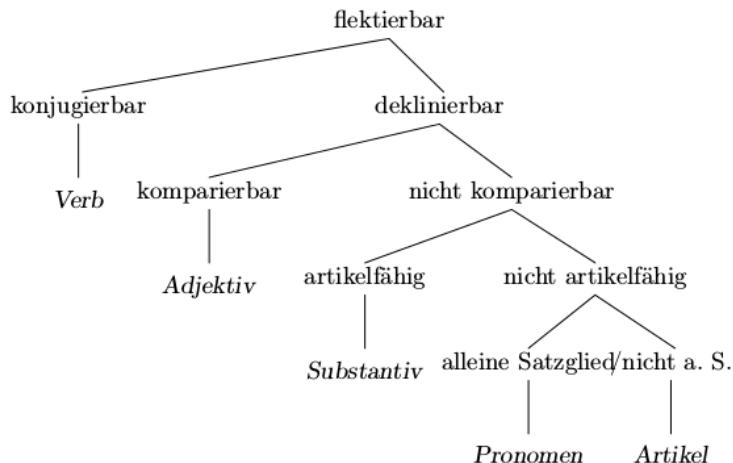 flektierbar
konjugierbar deklinierbar
Verb komparierbar nicht komparierbar
Adjektiv artikelfähig nicht artikelfähig
Substantiv alleine Satzglied/nicht a. S.
Pronomen Artikel